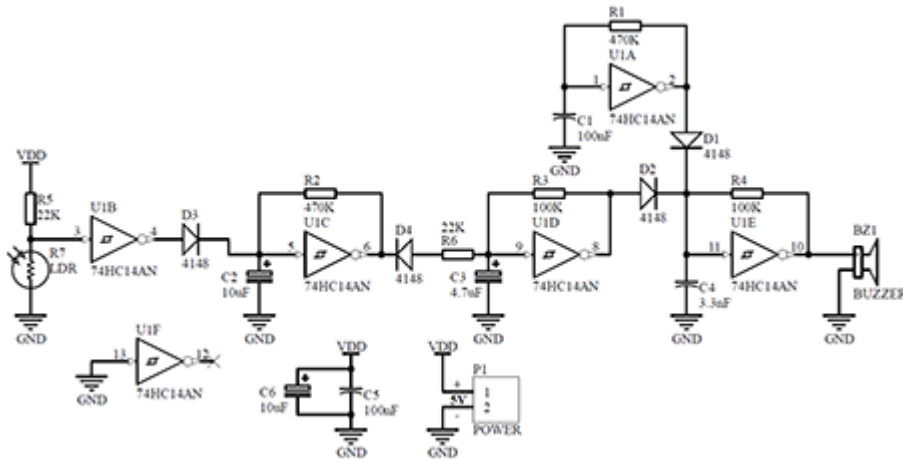 R1
470K
U1A
1
2
74HC14AN
C1
100nF
GND
D1
4148
VDD
R5
22K
U1B
3
4
74HC14AN
R7
LDR
GND
D3
4148
R2
470K
U1C
5
6
74HC14AN
C2
10uF
GND
D4
4148
22K
R6
R3
100K
U1D
9
8
74HC14AN
C3
4.7uF
GND
D2
4148
R4
100K
U1E
11
10
74HC14AN
C4
3.3nF
GND
BZ1
BUZZER
GND
U1F
13
12
74HC14AN
GND
VDD
C6
10uF
C5
100uF
GND
VDD
P1
+
1
5V
2
-
POWER
GND